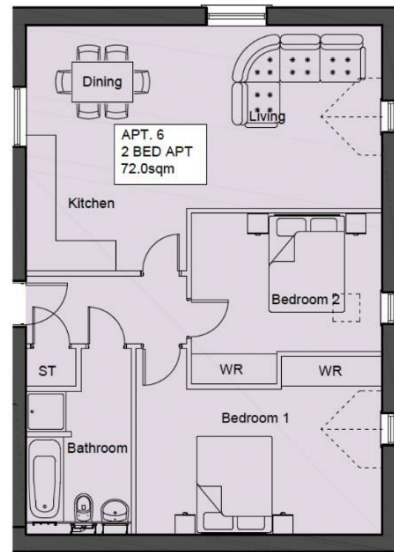 Dining
Living
APT. 6
2 BED APT
72.0sqm
Kitchen
Bedroom 2
ST
WR
WR
Bedroom 1
Bathroom